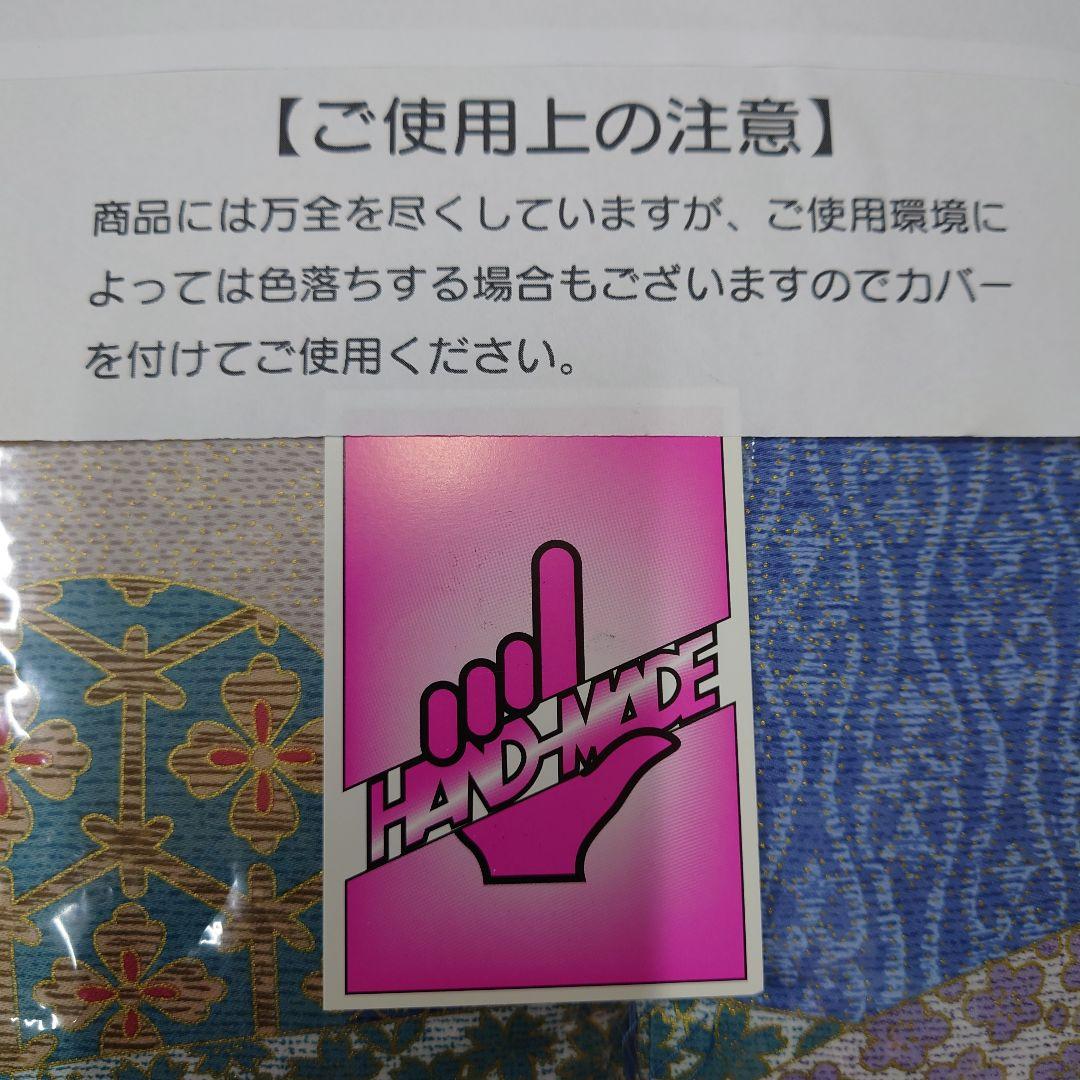 【ご使用上の注意】
商品には万全を尽くしていますが、ご使用環境に
よっては色落ちする場合もございますのでカバー
を付けてご使用ください。
HAND-MADE